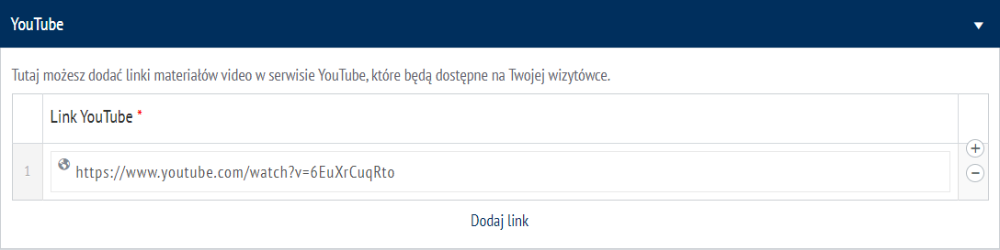 YouTube
Tutaj możesz dodać linki materiałów video w serwisie YouTube, które będą dostępne na Twojej wizytówce.
Link YouTube *
1
https://www.youtube.com/watch?v=6EuXrCuqRto
Dodaj link